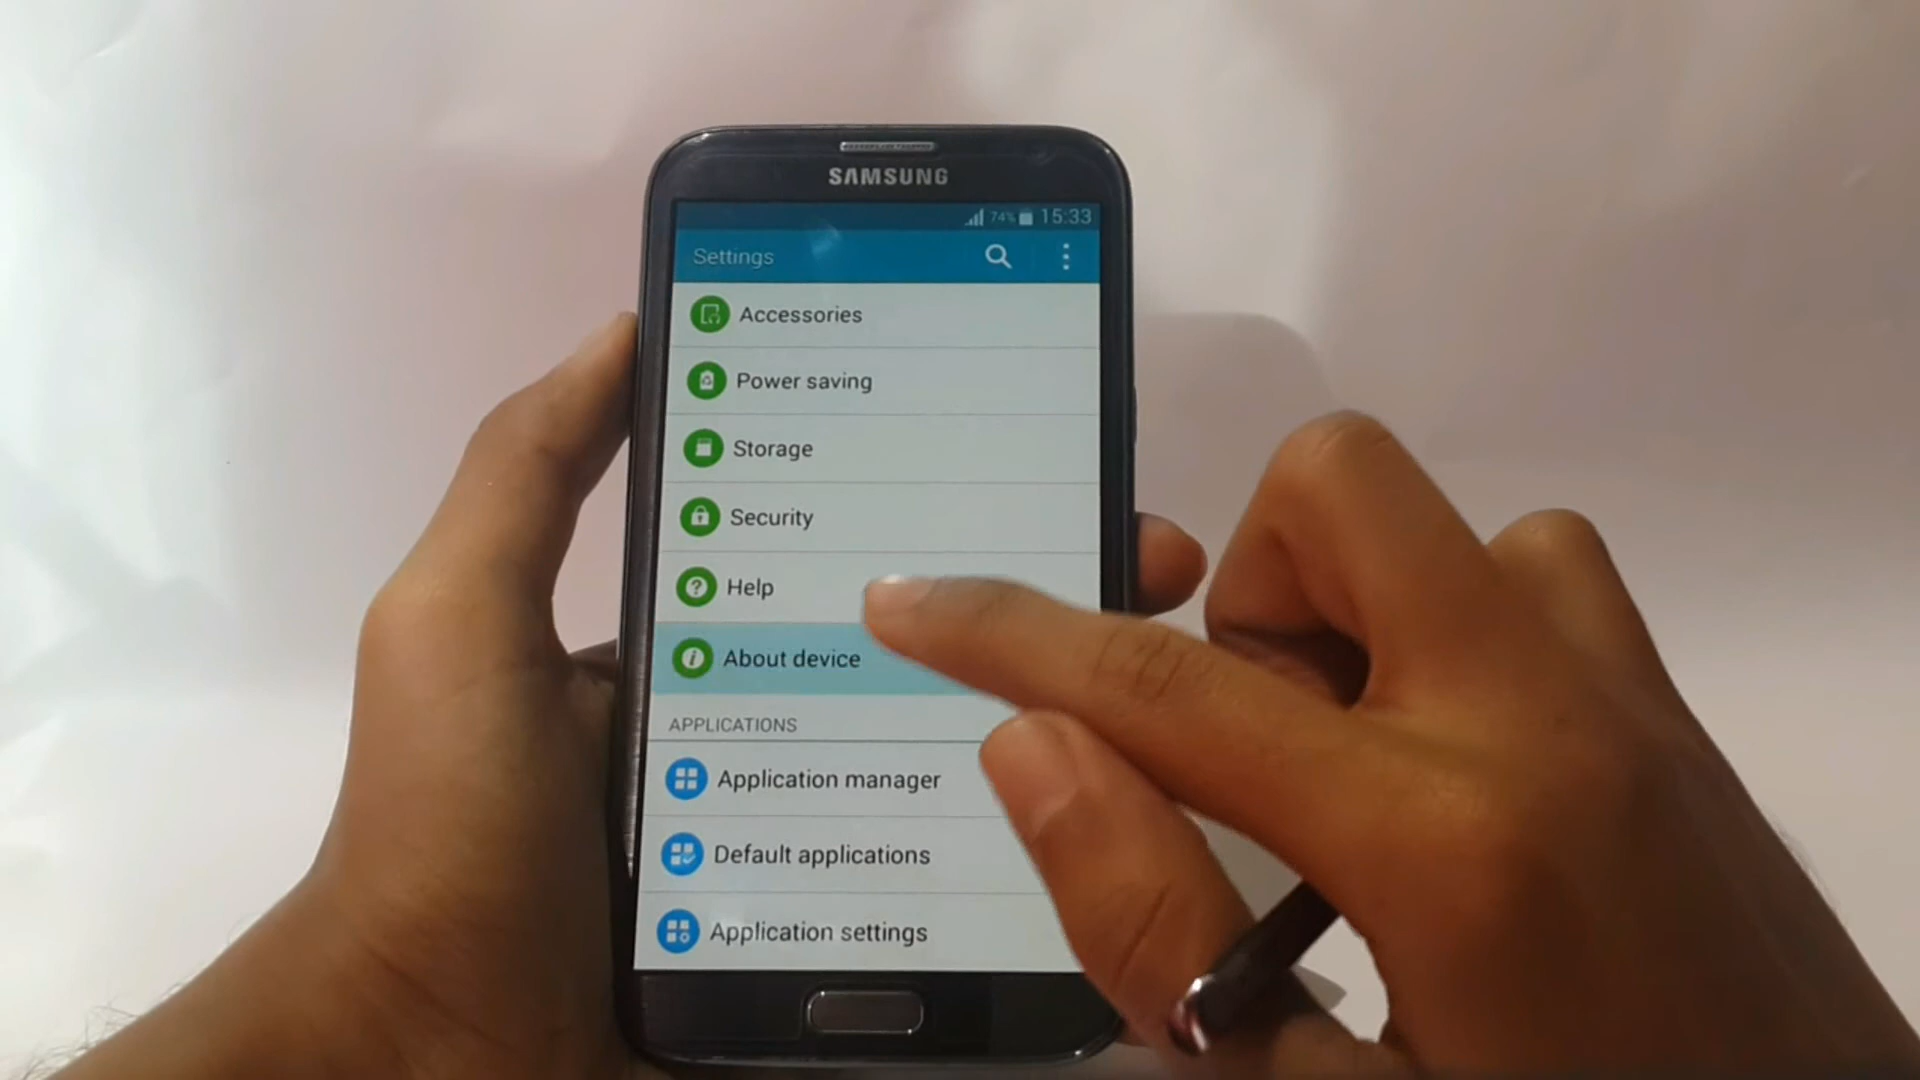 SAMSUNG
74% 15:33
Settings
Accessories
Power saving
Storage
Security
Help
About device
APPLICATIONS
Application manager
Default applications
Application settings